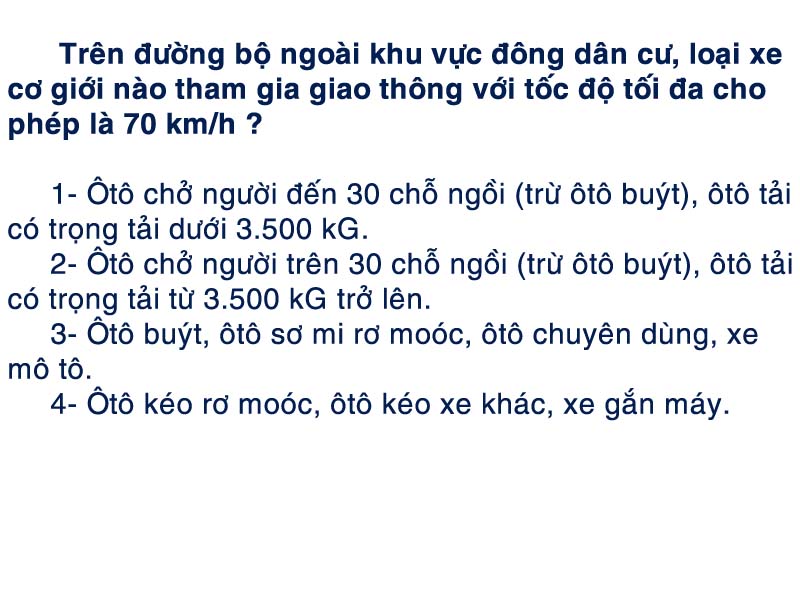 Trên đường bộ ngoài khu vực đông dân cư, loại xe
cơ giới nào tham gia giao thông với tốc độ tối đa cho
phép là 70 km/h ?
1- Ôtô chở người đến 30 chỗ ngồi (trừ ôtô buýt), ôtô tải
có trọng tải dưới 3.500 kG.
2- Ôtô chở người trên 30 chỗ ngồi (trừ ôtô buýt), ôtô tải
có trọng tải từ 3.500 kG trở lên.
3- Ôtô buýt, ôtô sơ mi rơ moóc, ôtô chuyên dùng, xe
mô tô.
4- Ôtô kéo rơ moóc, ôtô kéo xe khác, xe gắn máy.